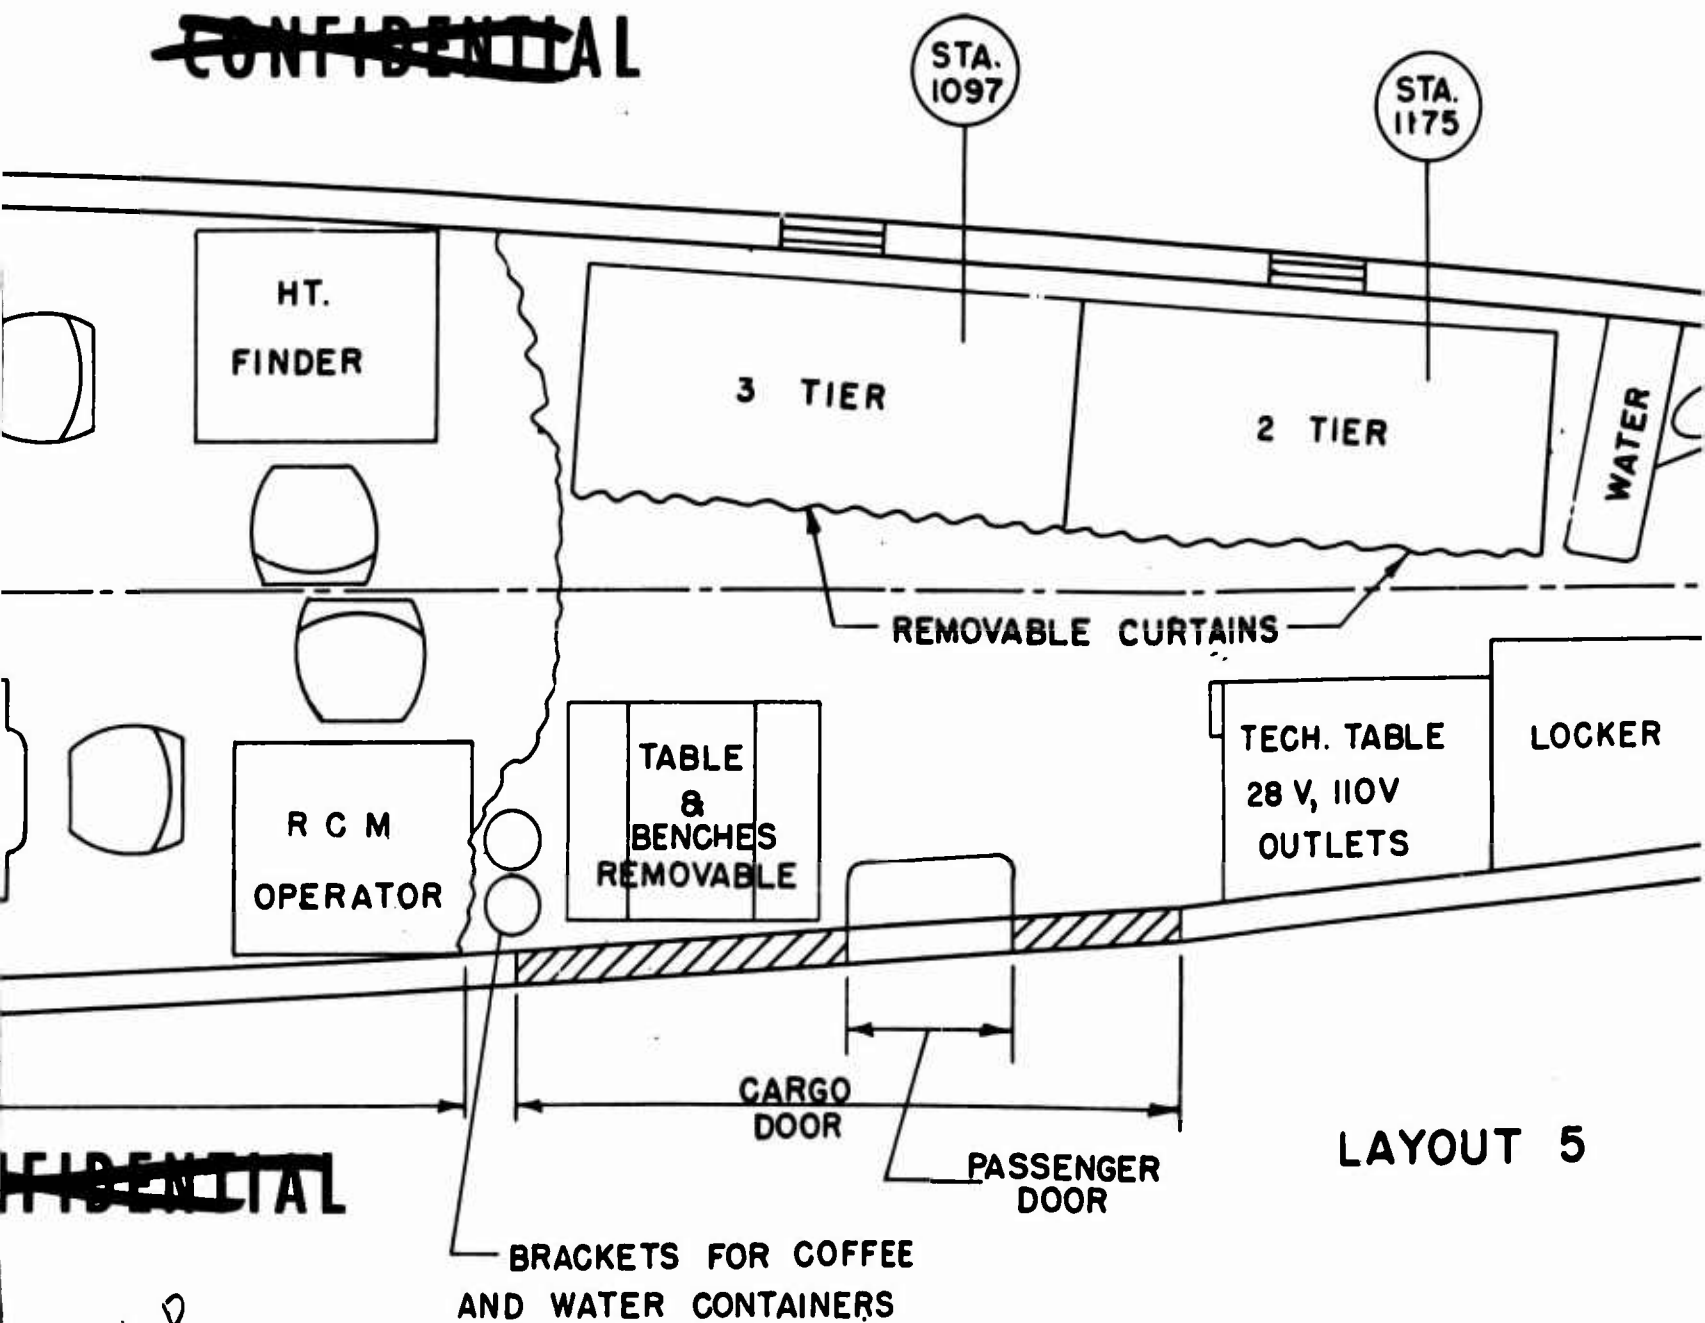 CONFIDENTIAL
STA.
1097
STA.
1175
HT.
FINDER
3 TIER
2 TIER
WATER
REMOVABLE CURTAINS
TABLE
&
BENCHES
REMOVABLE
TECH. TABLE
28 V, 110V
OUTLETS
LOCKER
R C M
OPERATOR
CARGO
DOOR
PASSENGER
DOOR
LAYOUT 5
NFIDENTIAL
BRACKETS FOR COFFEE
AND WATER CONTAINERS